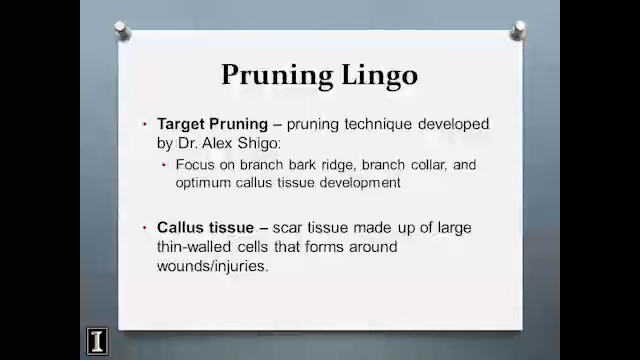 Pruning Lingo
• Target Pruning – pruning technique developed
by Dr. Alex Shigo:
• Focus on branch bark ridge, branch collar, and
optimum callus tissue development
• Callus tissue – scar tissue made up of large
thin-walled cells that forms around
wounds/injuries.
I